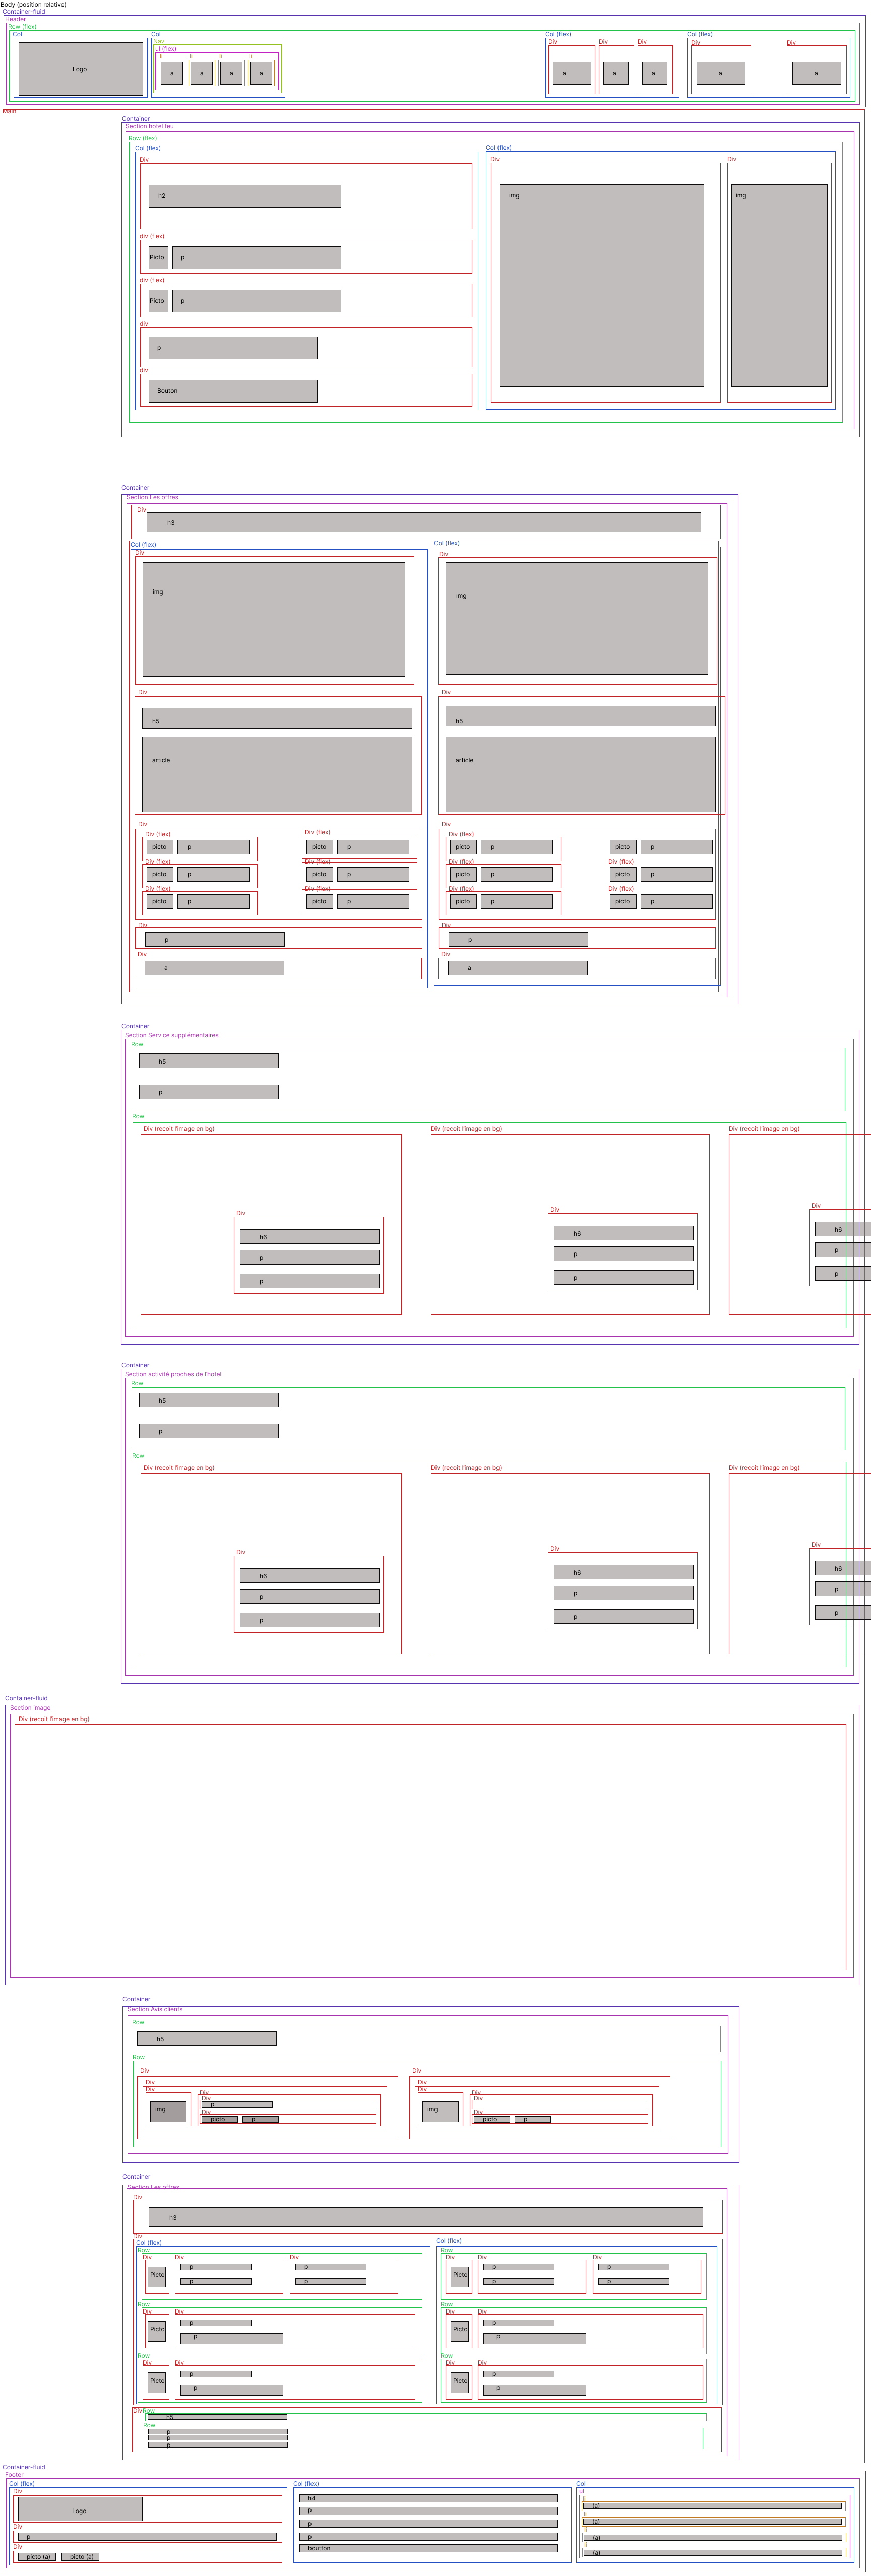 Body (position relative)
Container-fluid
Header
Row (flex)
Col
Logo
Col
Nav
ul (flex)
li li li li
a a a a
Col (flex)
Div Div Div
a a a
Col (flex)
Div Div
a a
Main
Container
Section hotel feu
Row (flex)
Col (flex)
Div
h2
div (flex)
Picto p
div (flex)
Picto p
div
p
div
Bouton
Col (flex)
Div Div
img img
Container
Section Les offres
Div
h3
Col (flex)
Div
img
Div
h5
article
Div
Div (flex) Div (flex)
picto p picto p
Div (flex) Div (flex)
picto p picto p
Div (flex) Div (flex)
picto p picto p
Div
p
Div
a
Col (flex)
Div
img
Div
h5
article
Div
Div (flex)
picto p picto p
Div (flex) Div (flex)
picto p picto p
Div (flex) Div (flex)
picto p picto p
Div
p
Div
a
Container
Section Service supplémentaires
Row
h5
p
Row
Div (recoit l'image en bg) Div (recoit l'image en bg) Div (recoit l'image en bg)
Div Div Div
h6 h6 h6
p p p
p p p
Container
Section activité proches de l'hotel
Row
h5
p
Row
Div (recoit l'image en bg) Div (recoit l'image en bg) Div (recoit l'image en bg)
Div Div Div
h6 h6 h6
p p p
p p p
Container-fluid
Section image
Div (recoit l'image en bg)
Container
Section Avis clients
Row
h5
Row
Div
Div
Div
img
Div
Div
p
Div
picto p
Div
Div
Div
img
Div
Div
Div
picto p
Container
Section Les offres
Div
h3
Div
Col (flex)
Row
Div Div Div
Picto p p
p p
Row
Div Div
Picto p
p
Row
Div Div
Picto p
p
Col (flex)
Row
Div Div Div
Picto p p
p p
Row
Div Div
Picto p
p
Row
Div Div
Picto p
p
Div
Row
h5
Row
p
p
p
Container-fluid
Footer
Col (flex)
Div
Logo
Div
p
Div
picto (a) picto (a)
Col (flex)
h4
p
p
p
boutton
Col
ul
li
(a)
li
(a)
li
(a)
li
(a)